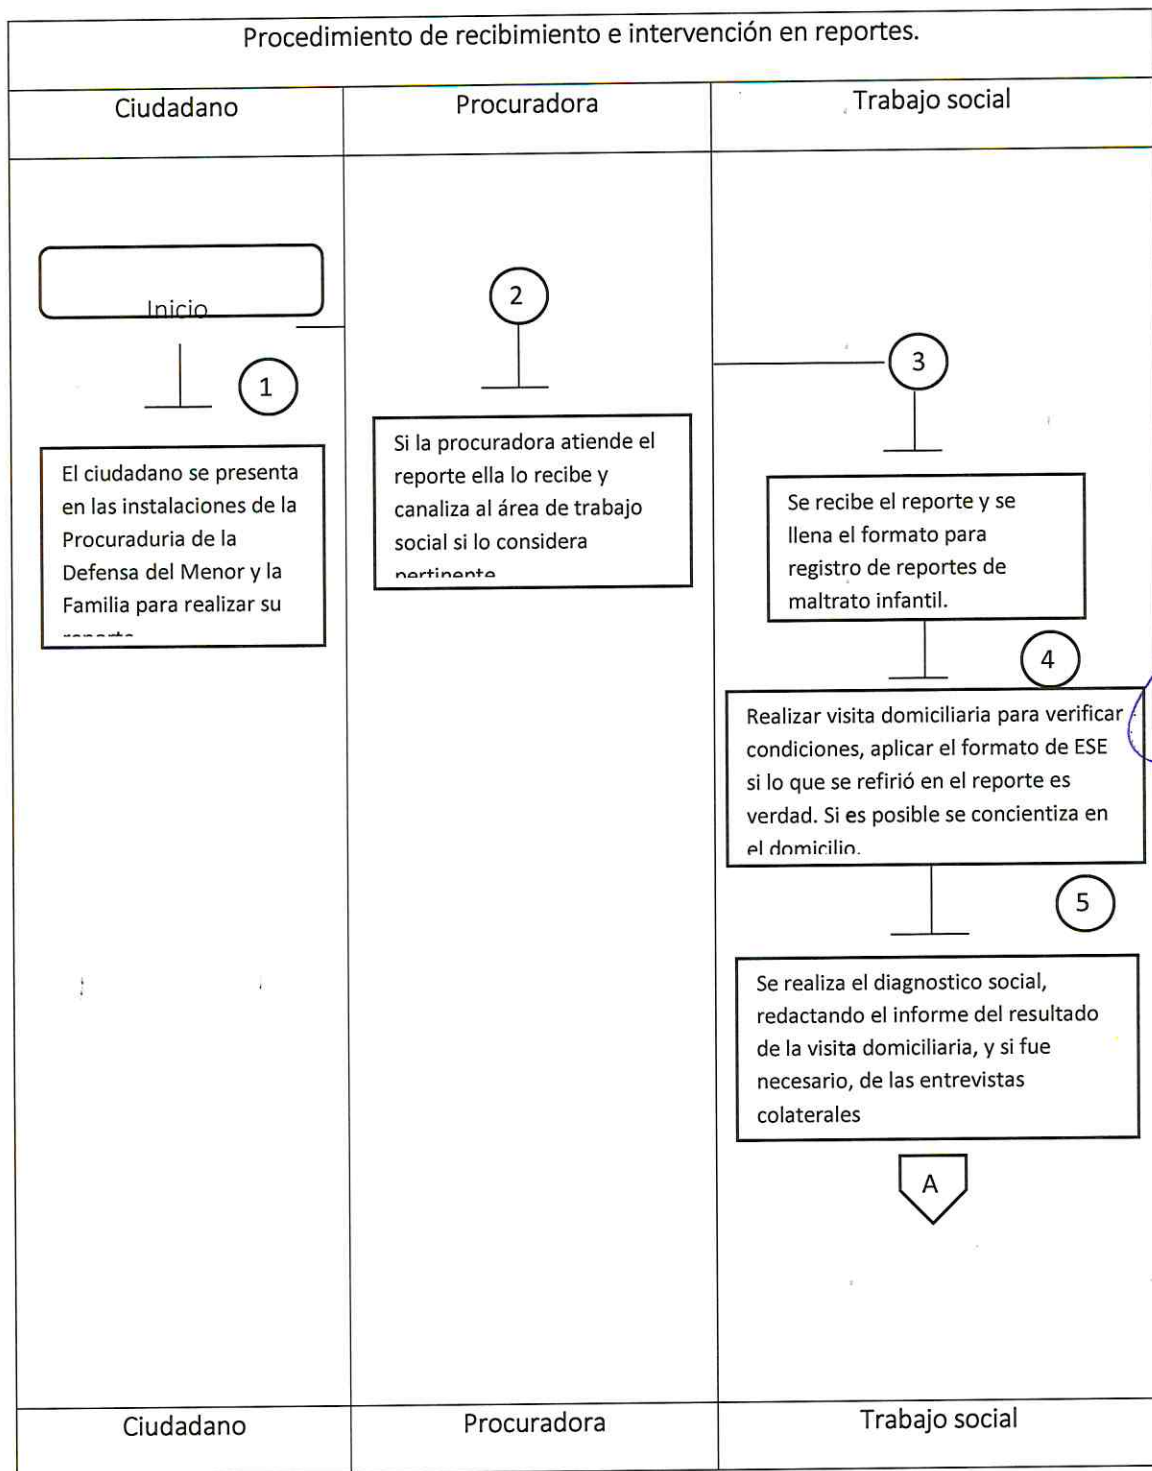 Procedimiento de recibimiento e intervención en reportes.
Ciudadano
Procuradora
Trabajo social
Inicio
1
El ciudadano se presenta
en las instalaciones de la
Procuraduria de la
Defensa del Menor y la
Familia para realizar su
reporte
2
Si la procuradora atiende el
reporte ella lo recibe y
canaliza al área de trabajo
social si lo considera
pertinente
3
Se recibe el reporte y se
llena el formato para
registro de reportes de
maltrato infantil.
4
Realizar visita domiciliaria para verificar
condiciones, aplicar el formato de ESE
si lo que se refirió en el reporte es
verdad. Si es posible se concientiza en
el domicilio.
5
Se realiza el diagnostico social,
redactando el informe del resultado
de la visita domiciliaria, y si fue
necesario, de las entrevistas
colaterales
A
Ciudadano
Procuradora
Trabajo social